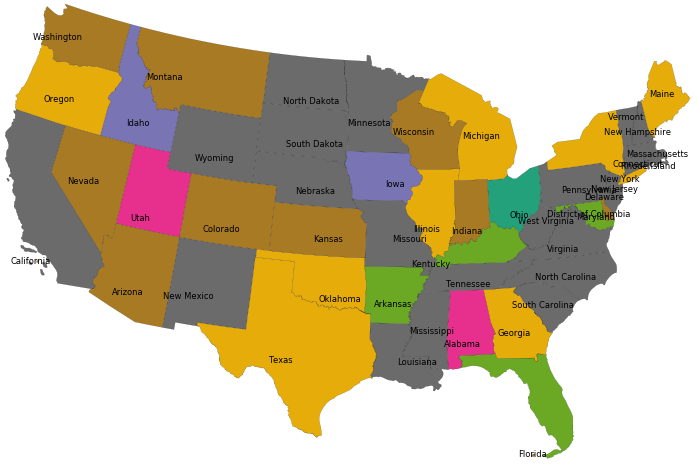 Washington
Montana
Maine
Oregon
North Dakota
Vermont
Idaho
Minnesota
Wisconsin
New Hampshire
Michigan
South Dakota
Massachusetts
Wyoming
Connecticut
Rhode Island
New York
Nevada
Iowa
Nebraska
Pennsylvania
New Jersey
Delaware
Utah
Ohio
District of Columbia
Maryland
West Virginia
Colorado
Illinois
Indiana
Kansas
Missouri
Virginia
California
Kentucky
North Carolina
Tennessee
Arizona
New Mexico
Oklahoma
Arkansas
South Carolina
Mississippi
Georgia
Alabama
Texas
Louisiana
Florida